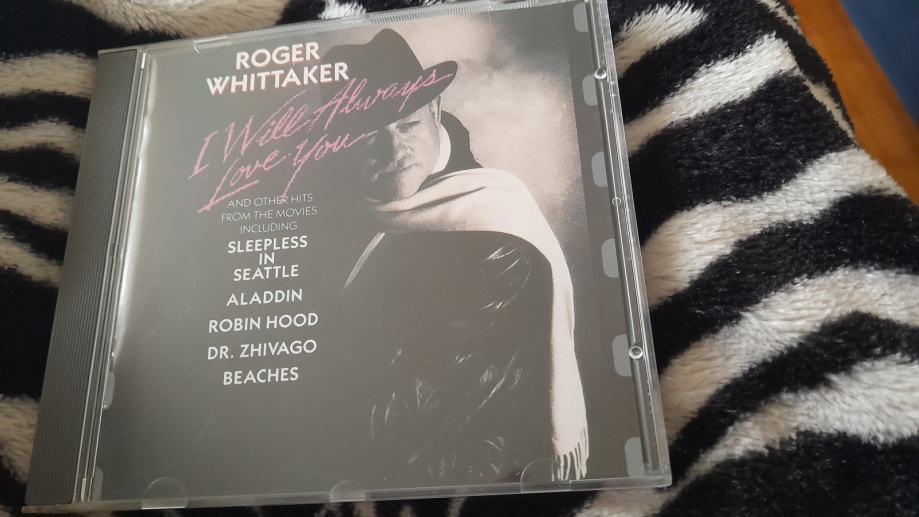 ROGER
WHITTAKER
I Will Always
Love You
AND OTHER HITS
FROM THE MOVIES
INCLUDING
SLEEPLESS
IN
SEATTLE
ALADDIN
ROBIN HOOD
DR. ZHIVAGO
BEACHES